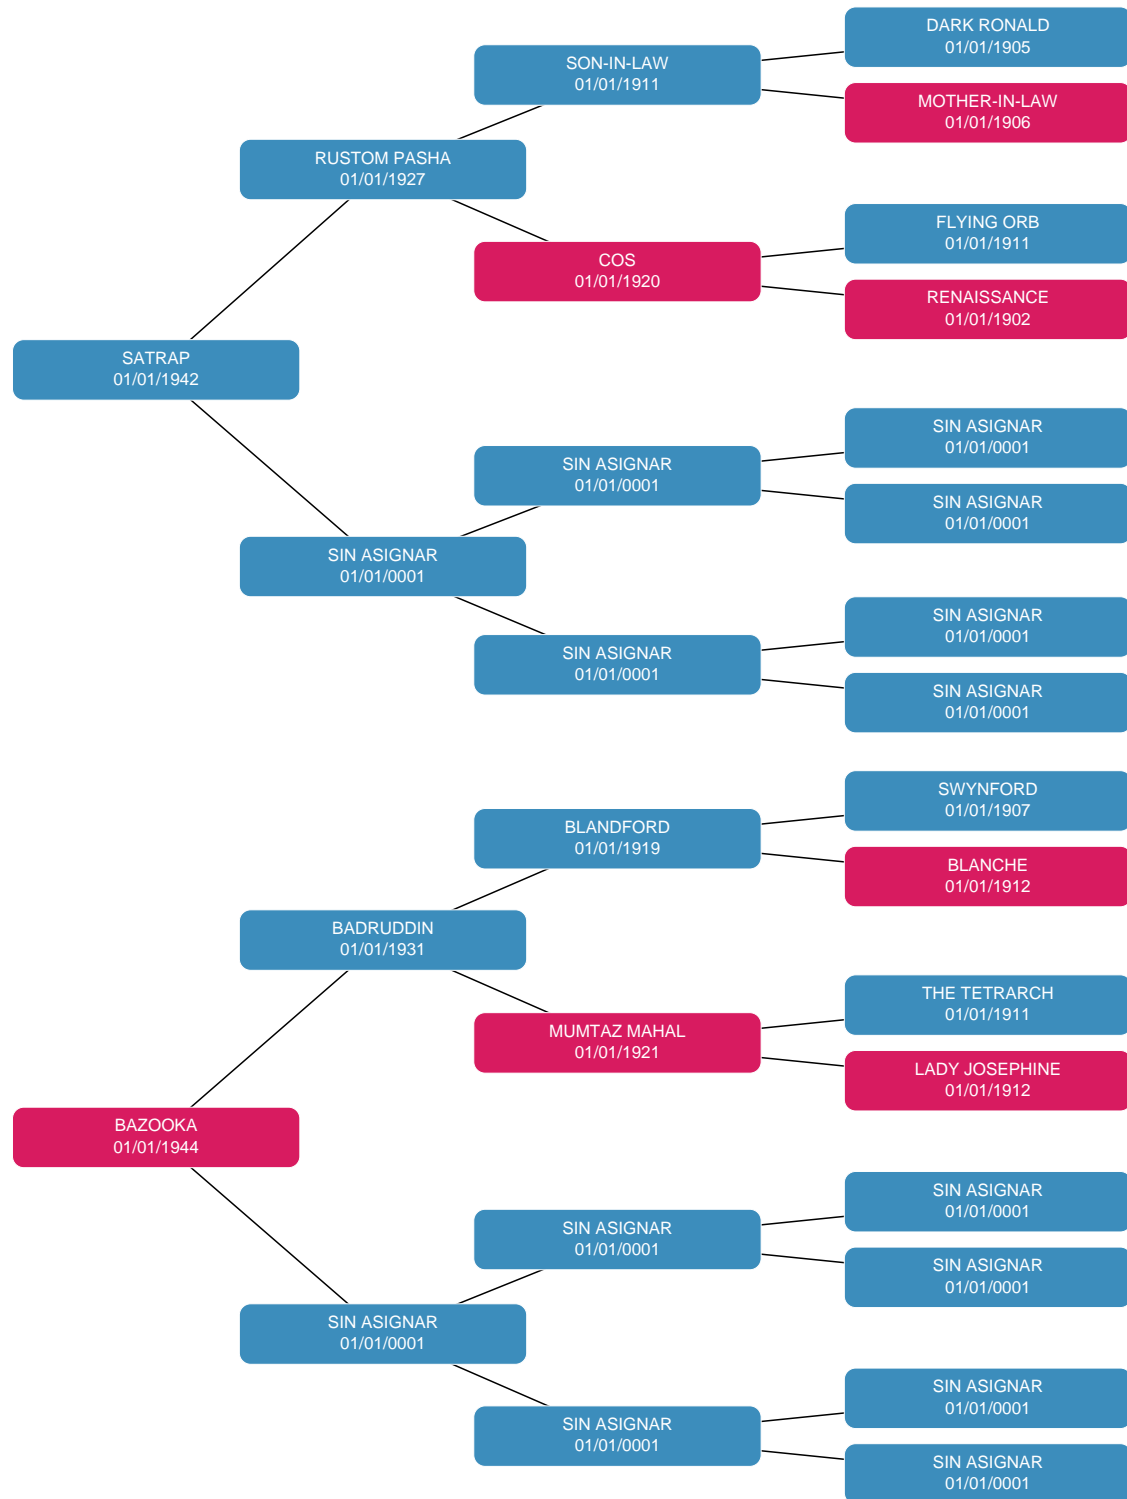 DARK RONALD
01/01/1905
SON-IN-LAW
01/01/1911
MOTHER-IN-LAW
01/01/1906
RUSTOM PASHA
01/01/1927
FLYING ORB
01/01/1911
COS
01/01/1920
RENAISSANCE
01/01/1902
SATRAP
01/01/1942
SIN ASIGNAR
01/01/0001
SIN ASIGNAR
01/01/0001
SIN ASIGNAR
01/01/0001
SIN ASIGNAR
01/01/0001
SIN ASIGNAR
01/01/0001
SIN ASIGNAR
01/01/0001
SIN ASIGNAR
01/01/0001
SWYNFORD
01/01/1907
BLANDFORD
01/01/1919
BLANCHE
01/01/1912
BADRUDDIN
01/01/1931
THE TETRARCH
01/01/1911
MUMTAZ MAHAL
01/01/1921
LADY JOSEPHINE
01/01/1912
BAZOOKA
01/01/1944
SIN ASIGNAR
01/01/0001
SIN ASIGNAR
01/01/0001
SIN ASIGNAR
01/01/0001
SIN ASIGNAR
01/01/0001
SIN ASIGNAR
01/01/0001
SIN ASIGNAR
01/01/0001
SIN ASIGNAR
01/01/0001